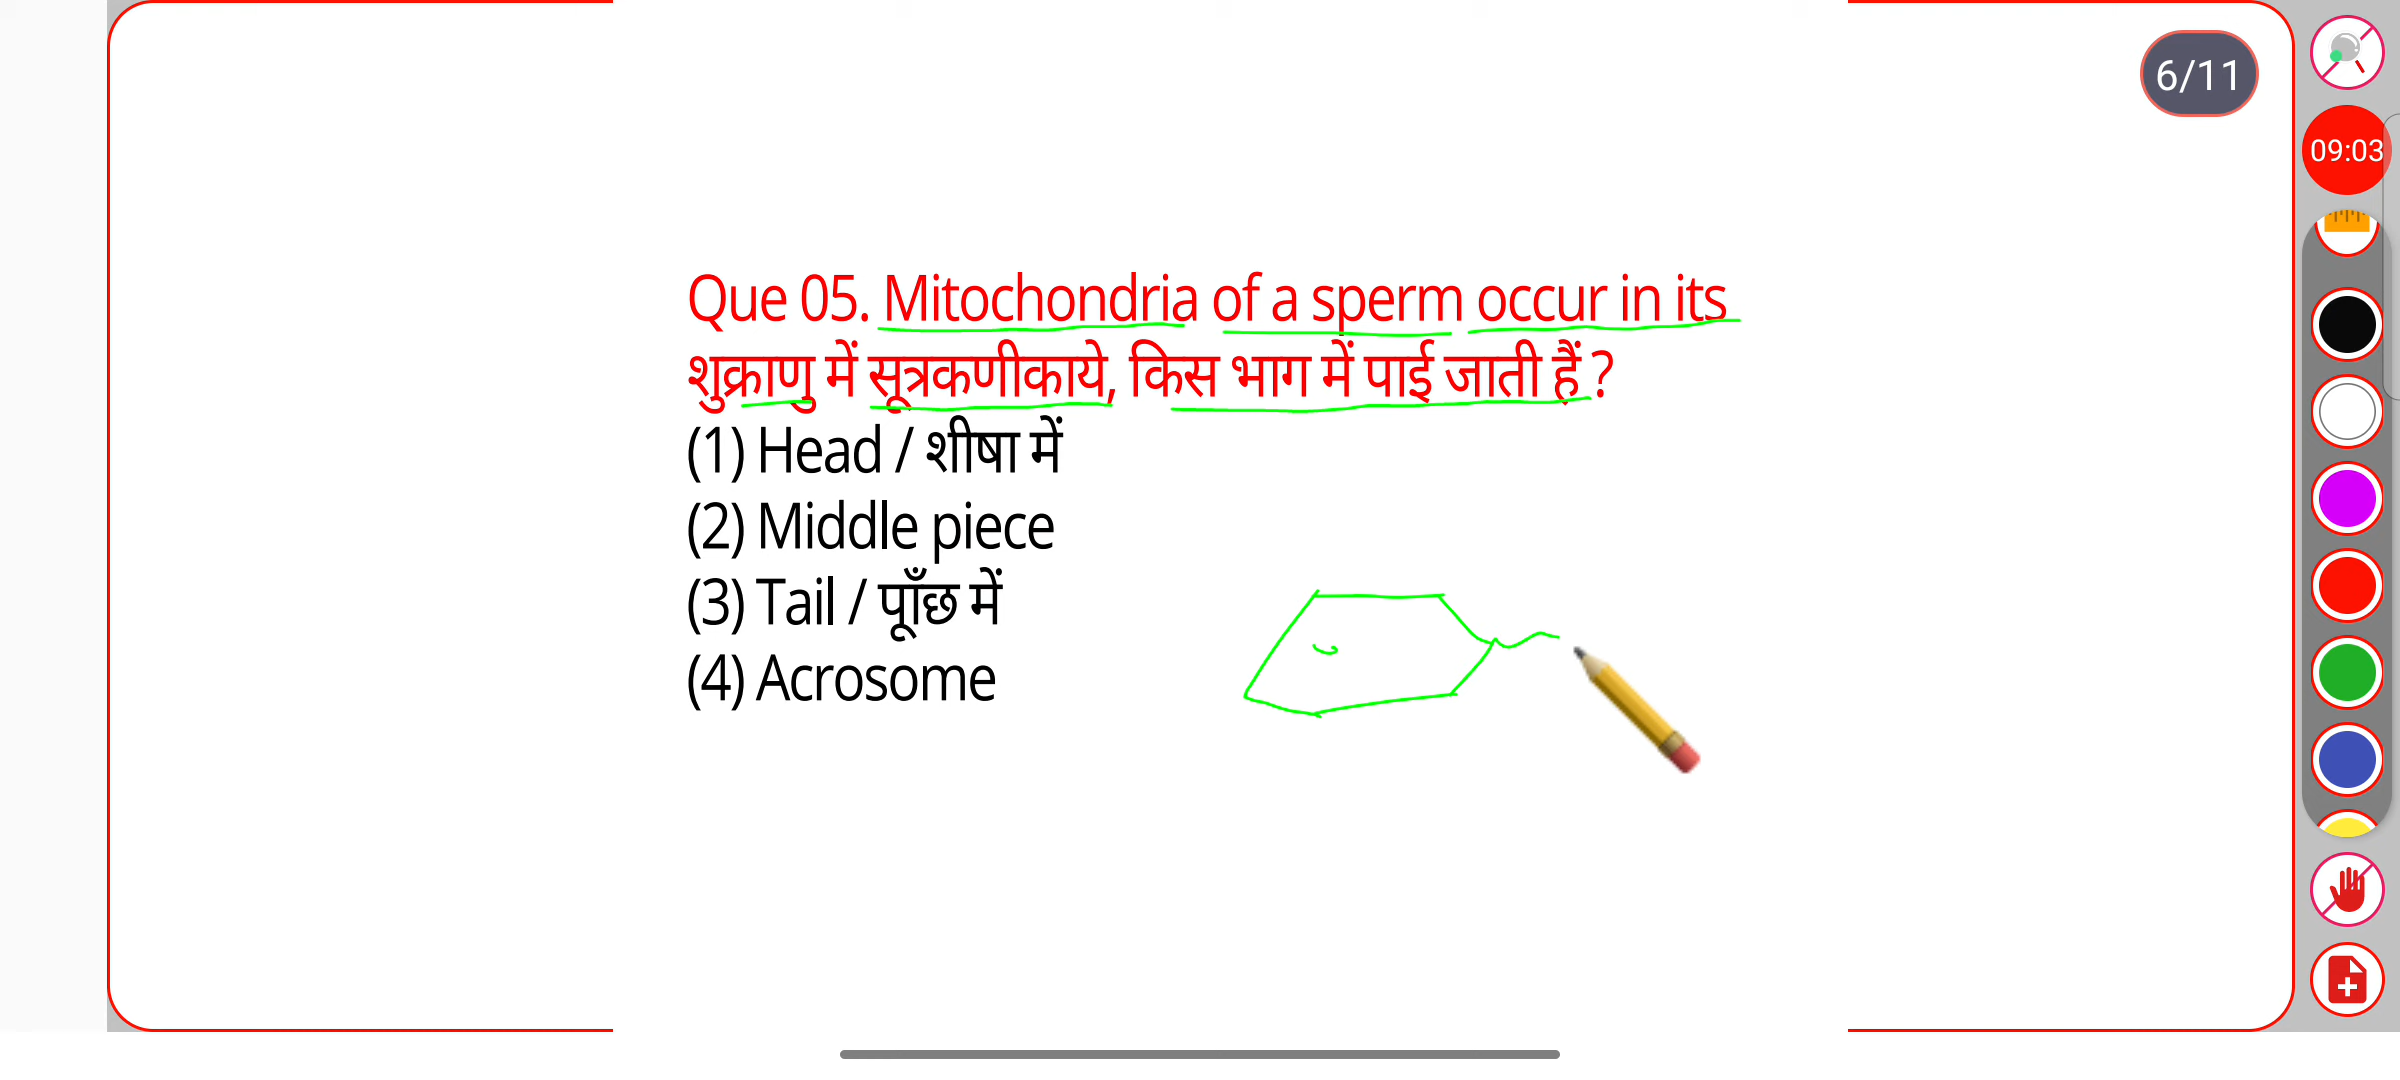 6/11
09:03
Que 05. Mitochondria of a sperm occur in its
शुक्राणु में सूत्रकणीकाये, किस भाग में पाई जाती हैं ?
(1) Head / शीषा में
(2) Middle piece
(3) Tail / पूाँछ में
(4) Acrosome